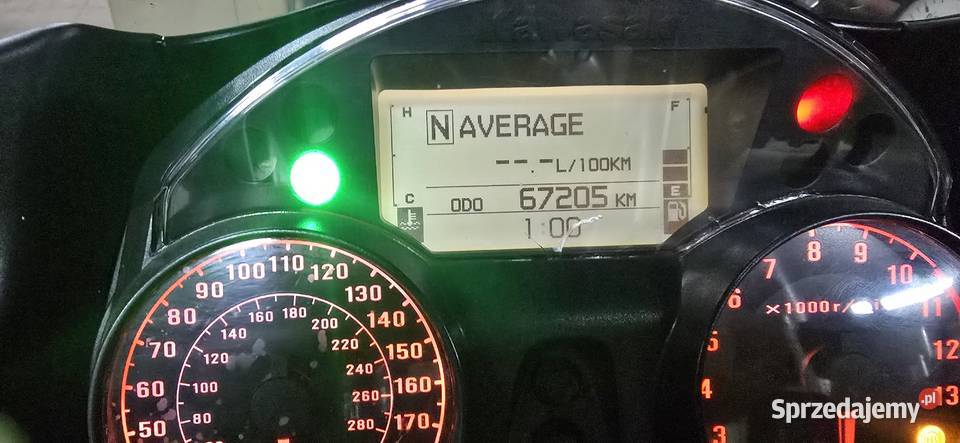 Kawasaki
H
F
N AVERAGE
--.-L/100KM
C
E
ODO 67205 KM
1:00
50 60 70 80 90 100 110 120 130 140 150 160 170
80 100 120 140 160 180 200 220 240 260 280
3 4 5 6 7 8 9 10 11 12 13
x1000r/min
Sprzedajemy.pl